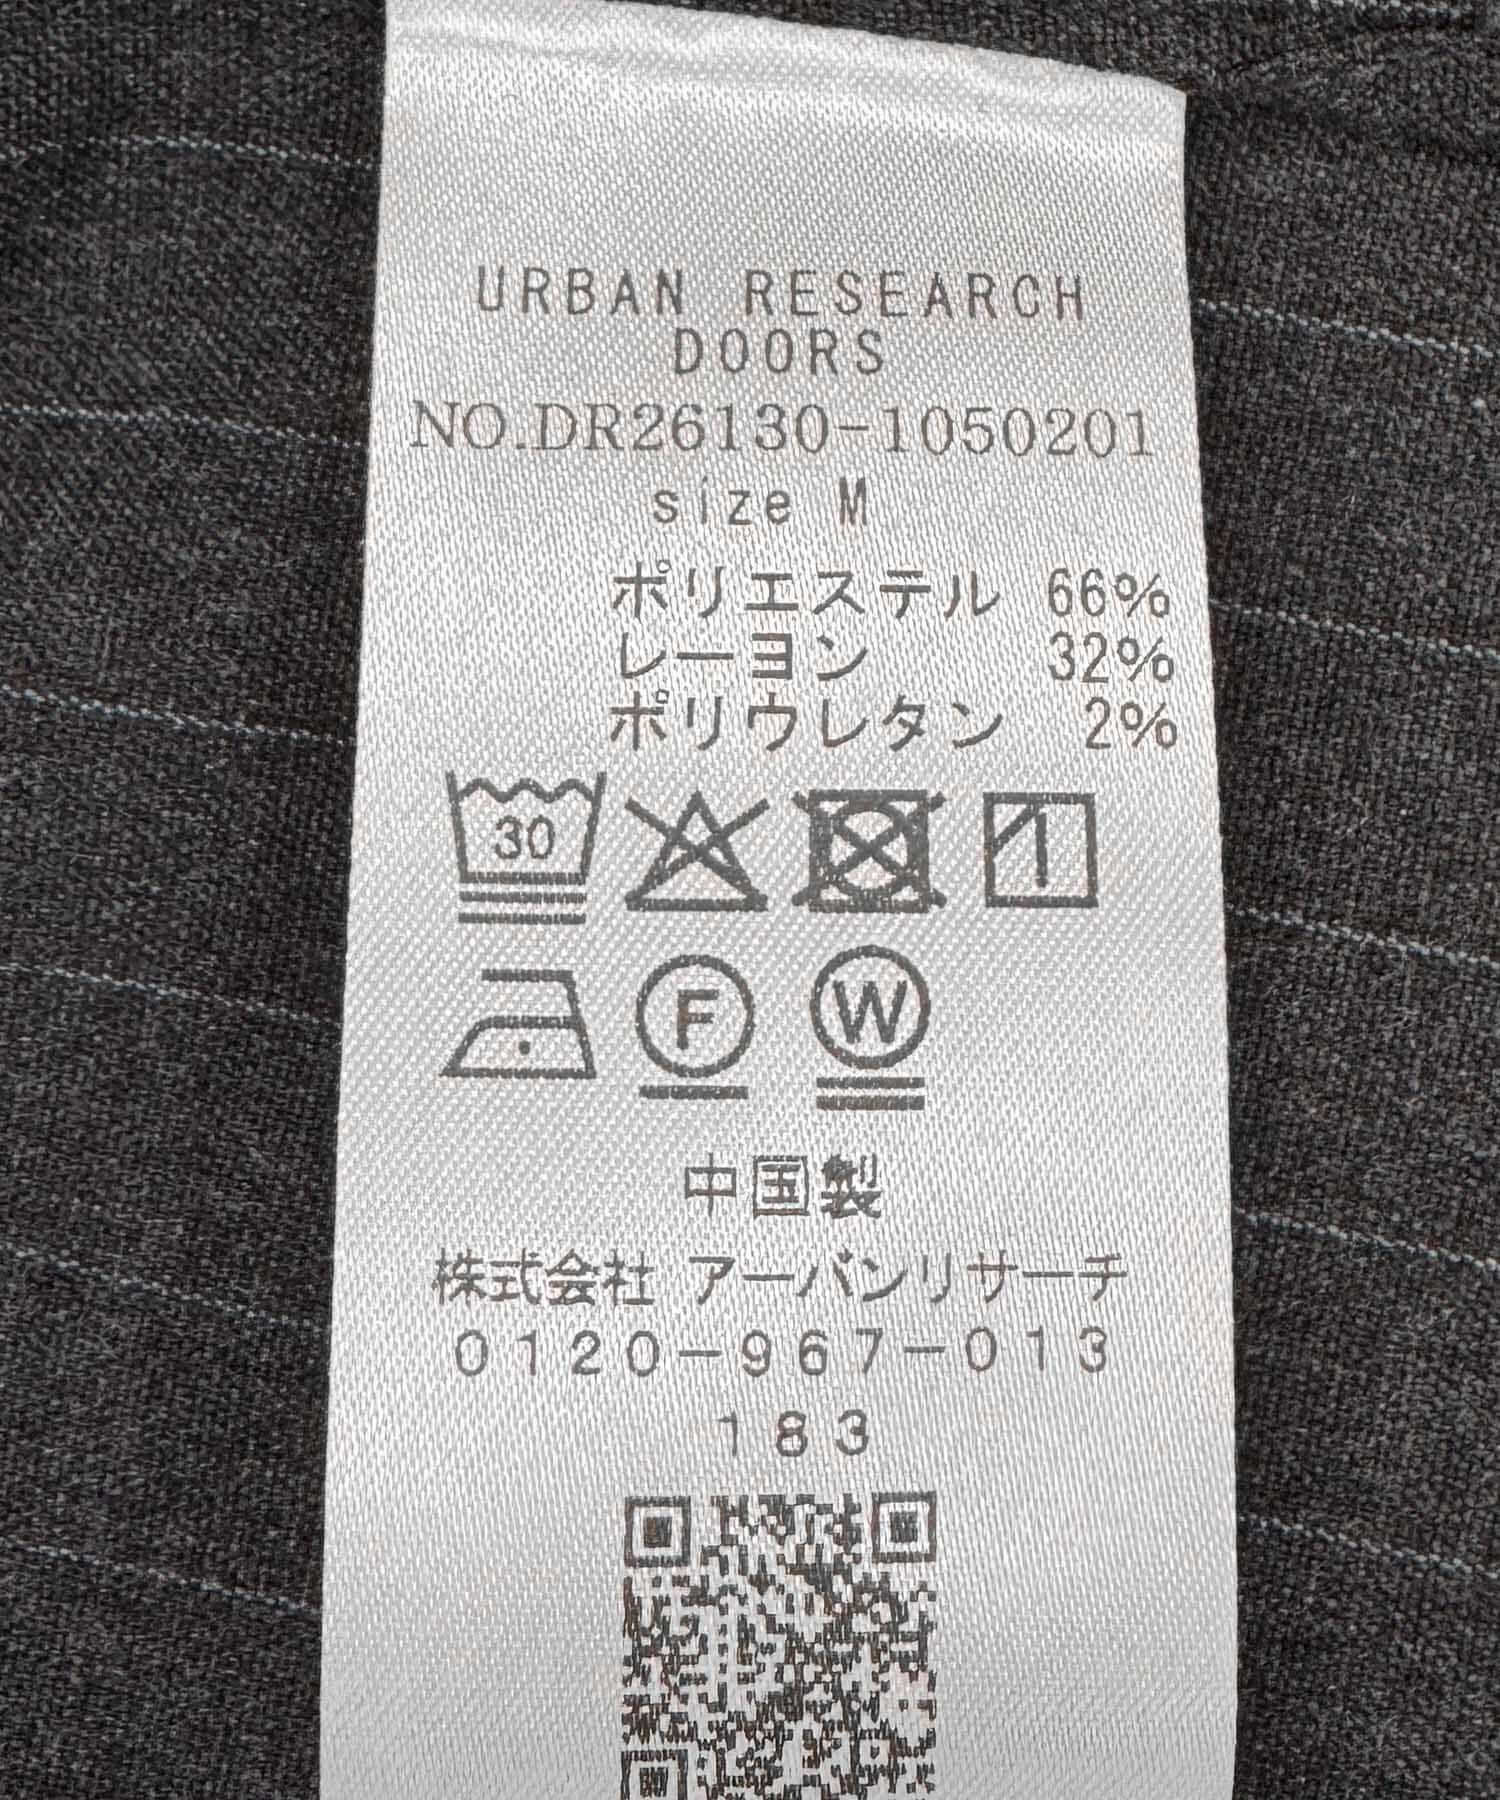 URBAN RESEARCH
DOORS
NO.DR26130-1050201
size M
ポリエステル 66%
レーヨン 32%
ポリウレタン 2%
30
F W
中国製
株式会社 アーバンリサーチ
0120-967-013
183